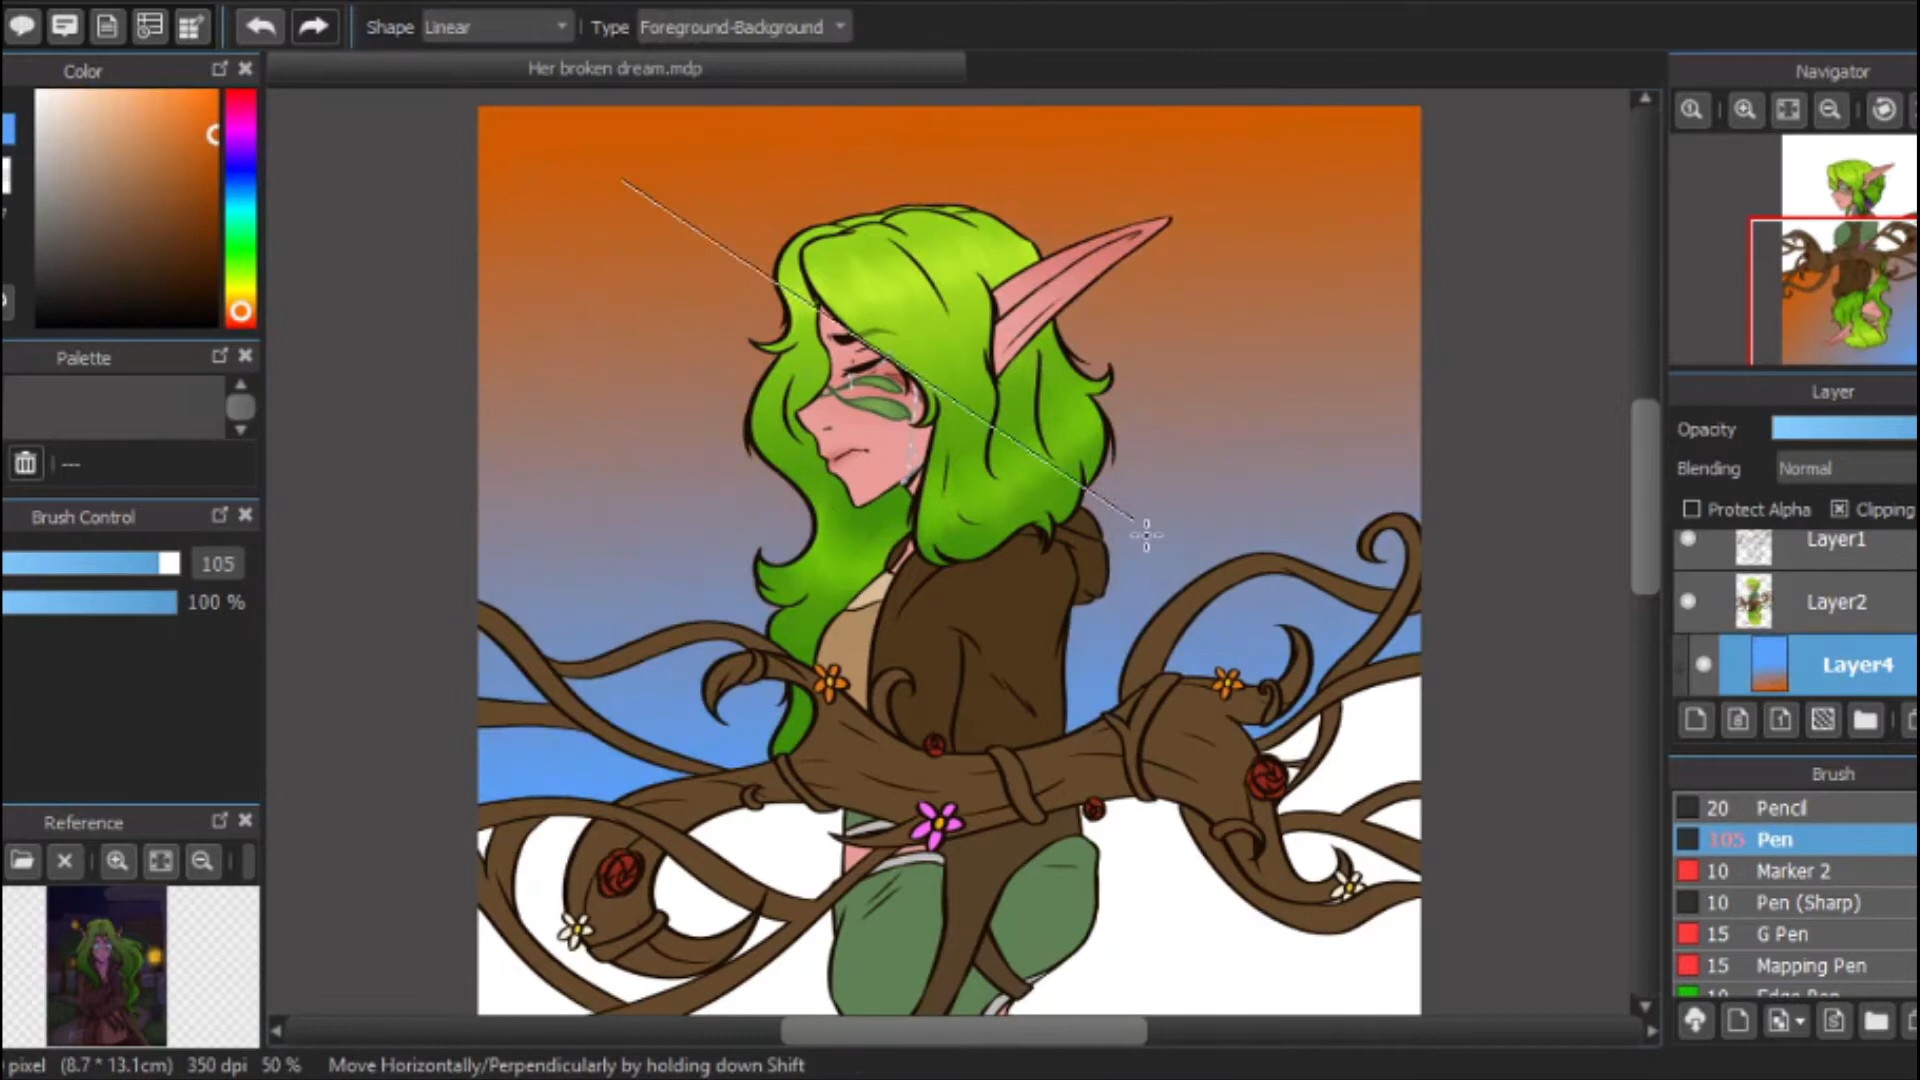 Shape Linear Type Foreground-Background
Color
Her broken dream.mdp
Navigator
Palette
---
Layer
Opacity
Blending Normal
Protect Alpha Clipping
Layer1
Layer2
Layer4
Brush Control
105
100 %
Brush
20 Pencil
105 Pen
10 Marker 2
10 Pen (Sharp)
15 G Pen
15 Mapping Pen
10 Edge Pen
Reference
pixel (8.7 * 13.1cm) 350 dpi 50 % Move Horizontally/Perpendicularly by holding down Shift